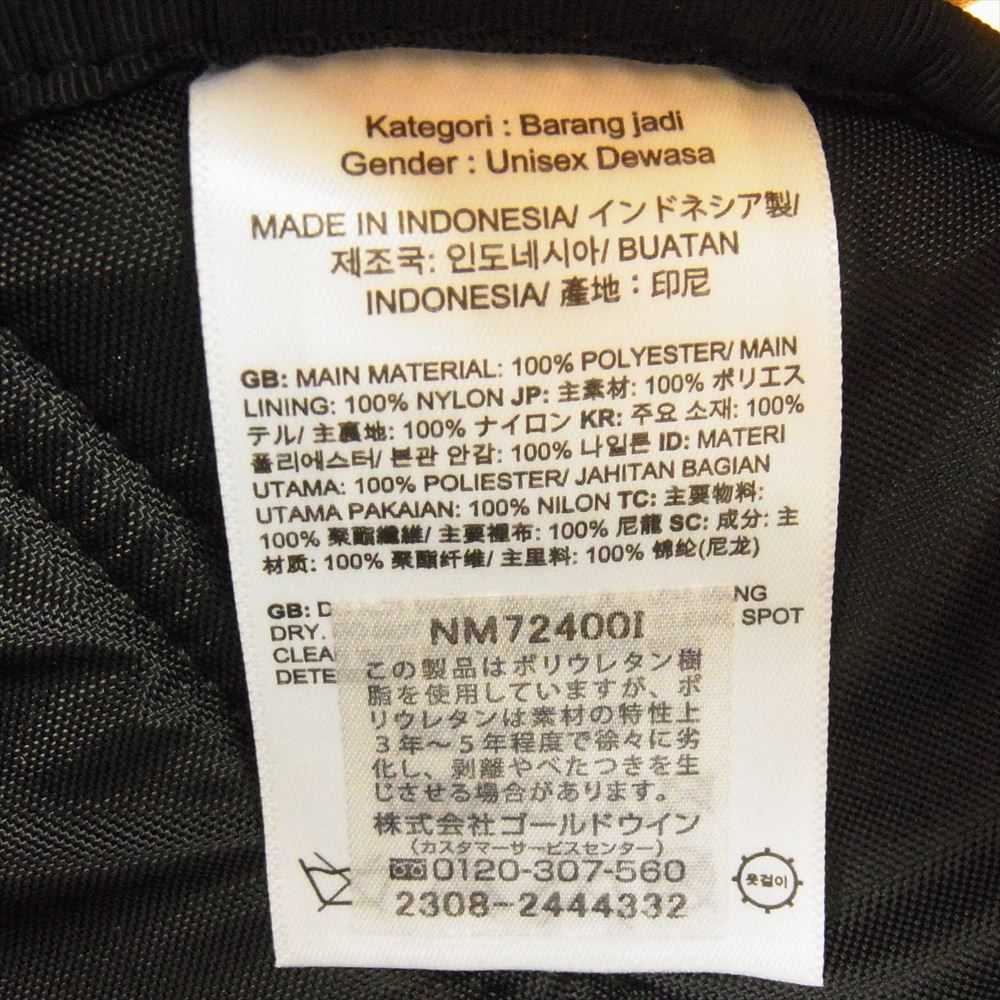 Kategori : Barang jadi
Gender : Unisex Dewasa
MADE IN INDONESIA/ インドネシア製/
제조국: 인도네시아/ BUATAN
INDONESIA/ 產地：印尼
GB: MAIN MATERIAL: 100% POLYESTER/ MAIN
LINING: 100% NYLON JP: 主素材: 100% ポリエス
テル/ 主裏地: 100% ナイロン KR: 주요 소재: 100%
폴리에스터/ 본판 안감: 100% 나일론 ID: MATERI
UTAMA: 100% POLIESTER/ JAHITAN BAGIAN
UTAMA PAKAIAN: 100% NILON TC: 主要物料:
100% 聚酯纖維/ 主要裡布: 100% 尼龍 SC: 成分: 主
材质: 100% 聚酯纤维/ 主里料: 100% 锦纶(尼龙)
GB: D
NG
DRY.
SPOT
CLEA
DETE
NM72400I
この製品はポリウレタン樹
脂を使用していますが、ポ
リウレタンは素材の特性上
3年〜5年程度で徐々に劣
化し、剥離やべたつきを生
じさせる場合があります。
株式会社ゴールドウイン
(カスタマーサービスセンター)
0120-307-560
2308-2444332
옷걸이